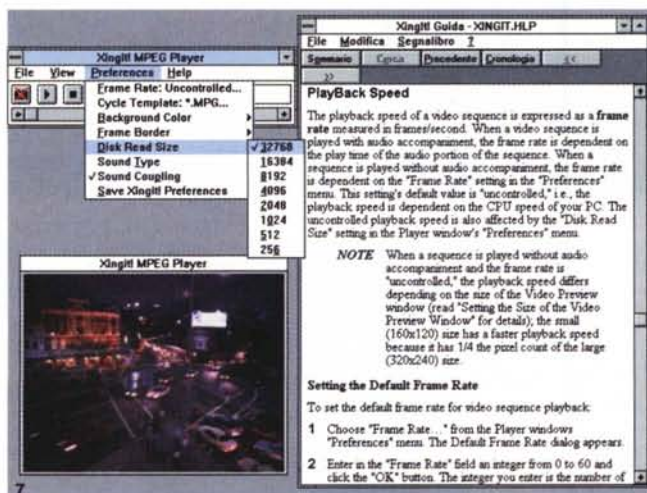 XingIt! MPEG Player
File View Preferences Help
Frame Rate: Uncontrolled...
Cycle Template: *.MPG...
Background Color
Frame Border
Disk Read Size
Sound Type
✓Sound Coupling
Save XingIt! Preferences
✓32768
16384
8192
4096
2048
1024
512
256
XingIt! MPEG Player
7
XingIt! Guida - XINGIT.HLP
File Modifica Segnalibro ?
Sommario Cerca Precedente Cronologia <<
>>
PlayBack Speed
The playback speed of a video sequence is expressed as a frame
rate measured in frames/second. When a video sequence is
played with audio accompaniment, the frame rate is dependent on
the play time of the audio portion of the sequence. When a
sequence is played without audio accompaniment, the frame rate
is dependent on the "Frame Rate" setting in the "Preferences"
menu. This setting's default value is "uncontrolled," i.e., the
playback speed is dependent on the CPU speed of your PC. The
uncontrolled playback speed is also affected by the "Disk Read
Size" setting in the Player window's "Preferences" menu.
NOTE When a sequence is played without audio
accompaniment and the frame rate is
"uncontrolled," the playback speed differs
depending on the size of the Video Preview
window (read "Setting the Size of the Video
Preview Window" for details); the small
(160x120) size has a faster playback speed
because it has 1/4 the pixel count of the large
(320x240) size.
Setting the Default Frame Rate
To set the default frame rate for video sequence playback:
1 Choose "Frame Rate..." from the Player windows
"Preferences" menu. The Default Frame Rate dialog appears.
2 Enter in the "Frame Rate" field an integer from 0 to 60 and
click the "OK" button. The integer you enter is the number of